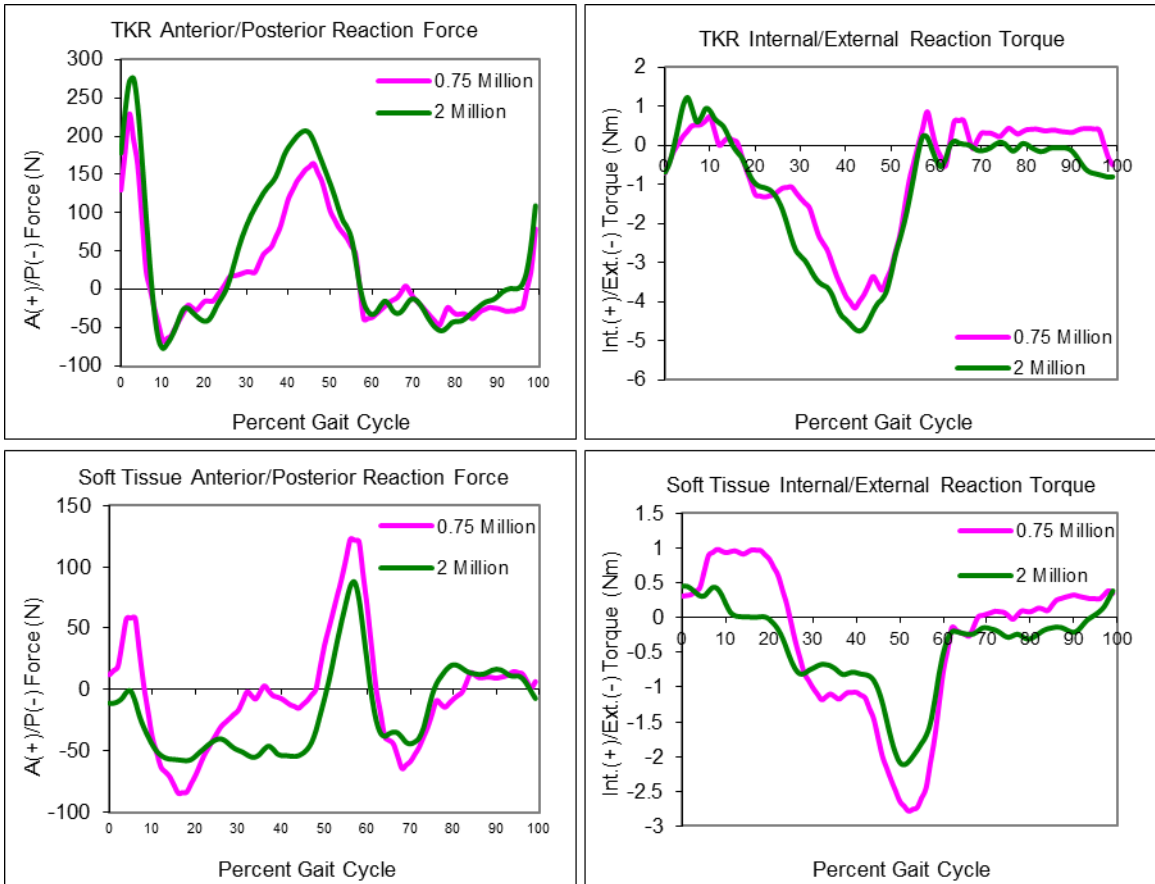 TKR Anterior/Posterior Reaction Force
300
250
200
150
100
50
0
-50
-100
A(+)/P(-) Force (N)
0.75 Million
2 Million
0 10 20 30 40 50 60 70 80 90 100
Percent Gait Cycle
TKR Internal/External Reaction Torque
2
1
0
-1
-2
-3
-4
-5
-6
Int.(+)/Ext.(-) Torque (Nm)
0 10 20 30 40 50 60 70 80 90 100
0.75 Million
2 Million
Percent Gait Cycle
Soft Tissue Anterior/Posterior Reaction Force
150
100
50
0
-50
-100
A(+)/P(-) Force (N)
0.75 Million
2 Million
0 10 20 30 40 50 60 70 80 90 100
Percent Gait Cycle
Soft Tissue Internal/External Reaction Torque
1.5
1
0.5
0
-0.5
-1
-1.5
-2
-2.5
-3
Int.(+)/Ext.(-) Torque (Nm)
0.75 Million
2 Million
0 10 20 30 40 50 60 70 80 90 100
Percent Gait Cycle